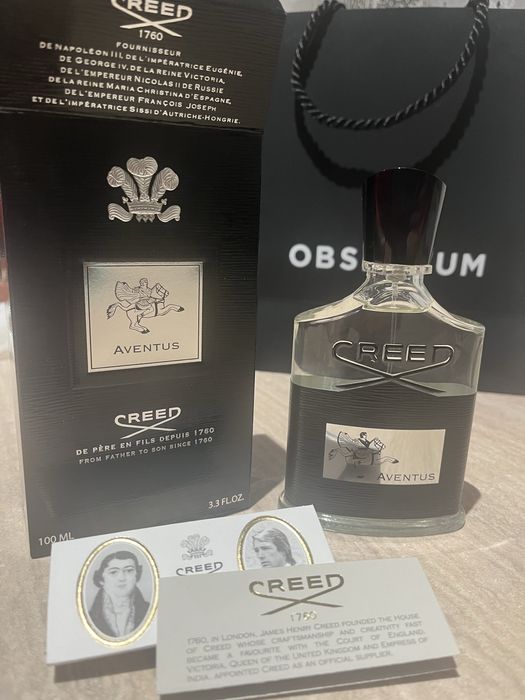 CREED
1760
FOURNISSEUR
DE NAPOLÉON III, DE L'IMPÉRATRICE EUGÉNIE,
DE GEORGE IV, DE LA REINE VICTORIA,
DE L'EMPEREUR NICOLAS II DE RUSSIE
DE LA REINE MARIA CHRISTINA D'ESPAGNE,
DE L'EMPEREUR FRANÇOIS JOSEPH
ET DE L'IMPÉRATRICE SISSI D'AUTRICHE-HONGRIE.
AVENTUS
CREED
DE PÈRE EN FILS DEPUIS 1760
FROM FATHER TO SON SINCE 1760
100 ML
3.3 FL.OZ.
OBS
UM
CREED
AVENTUS
CREED
CREED
1760
1760, IN LONDON, JAMES HENRY CREED FOUNDED THE HOUSE
OF CREED WHOSE CRAFTSMANSHIP AND CREATIVITY FAST
BECAME A FAVOURITE WITH THE COURT OF ENGLAND.
VICTORIA, QUEEN OF THE UNITED KINGDOM AND EMPRESS OF
INDIA, APPOINTED CREED AS AN OFFICIAL SUPPLIER.